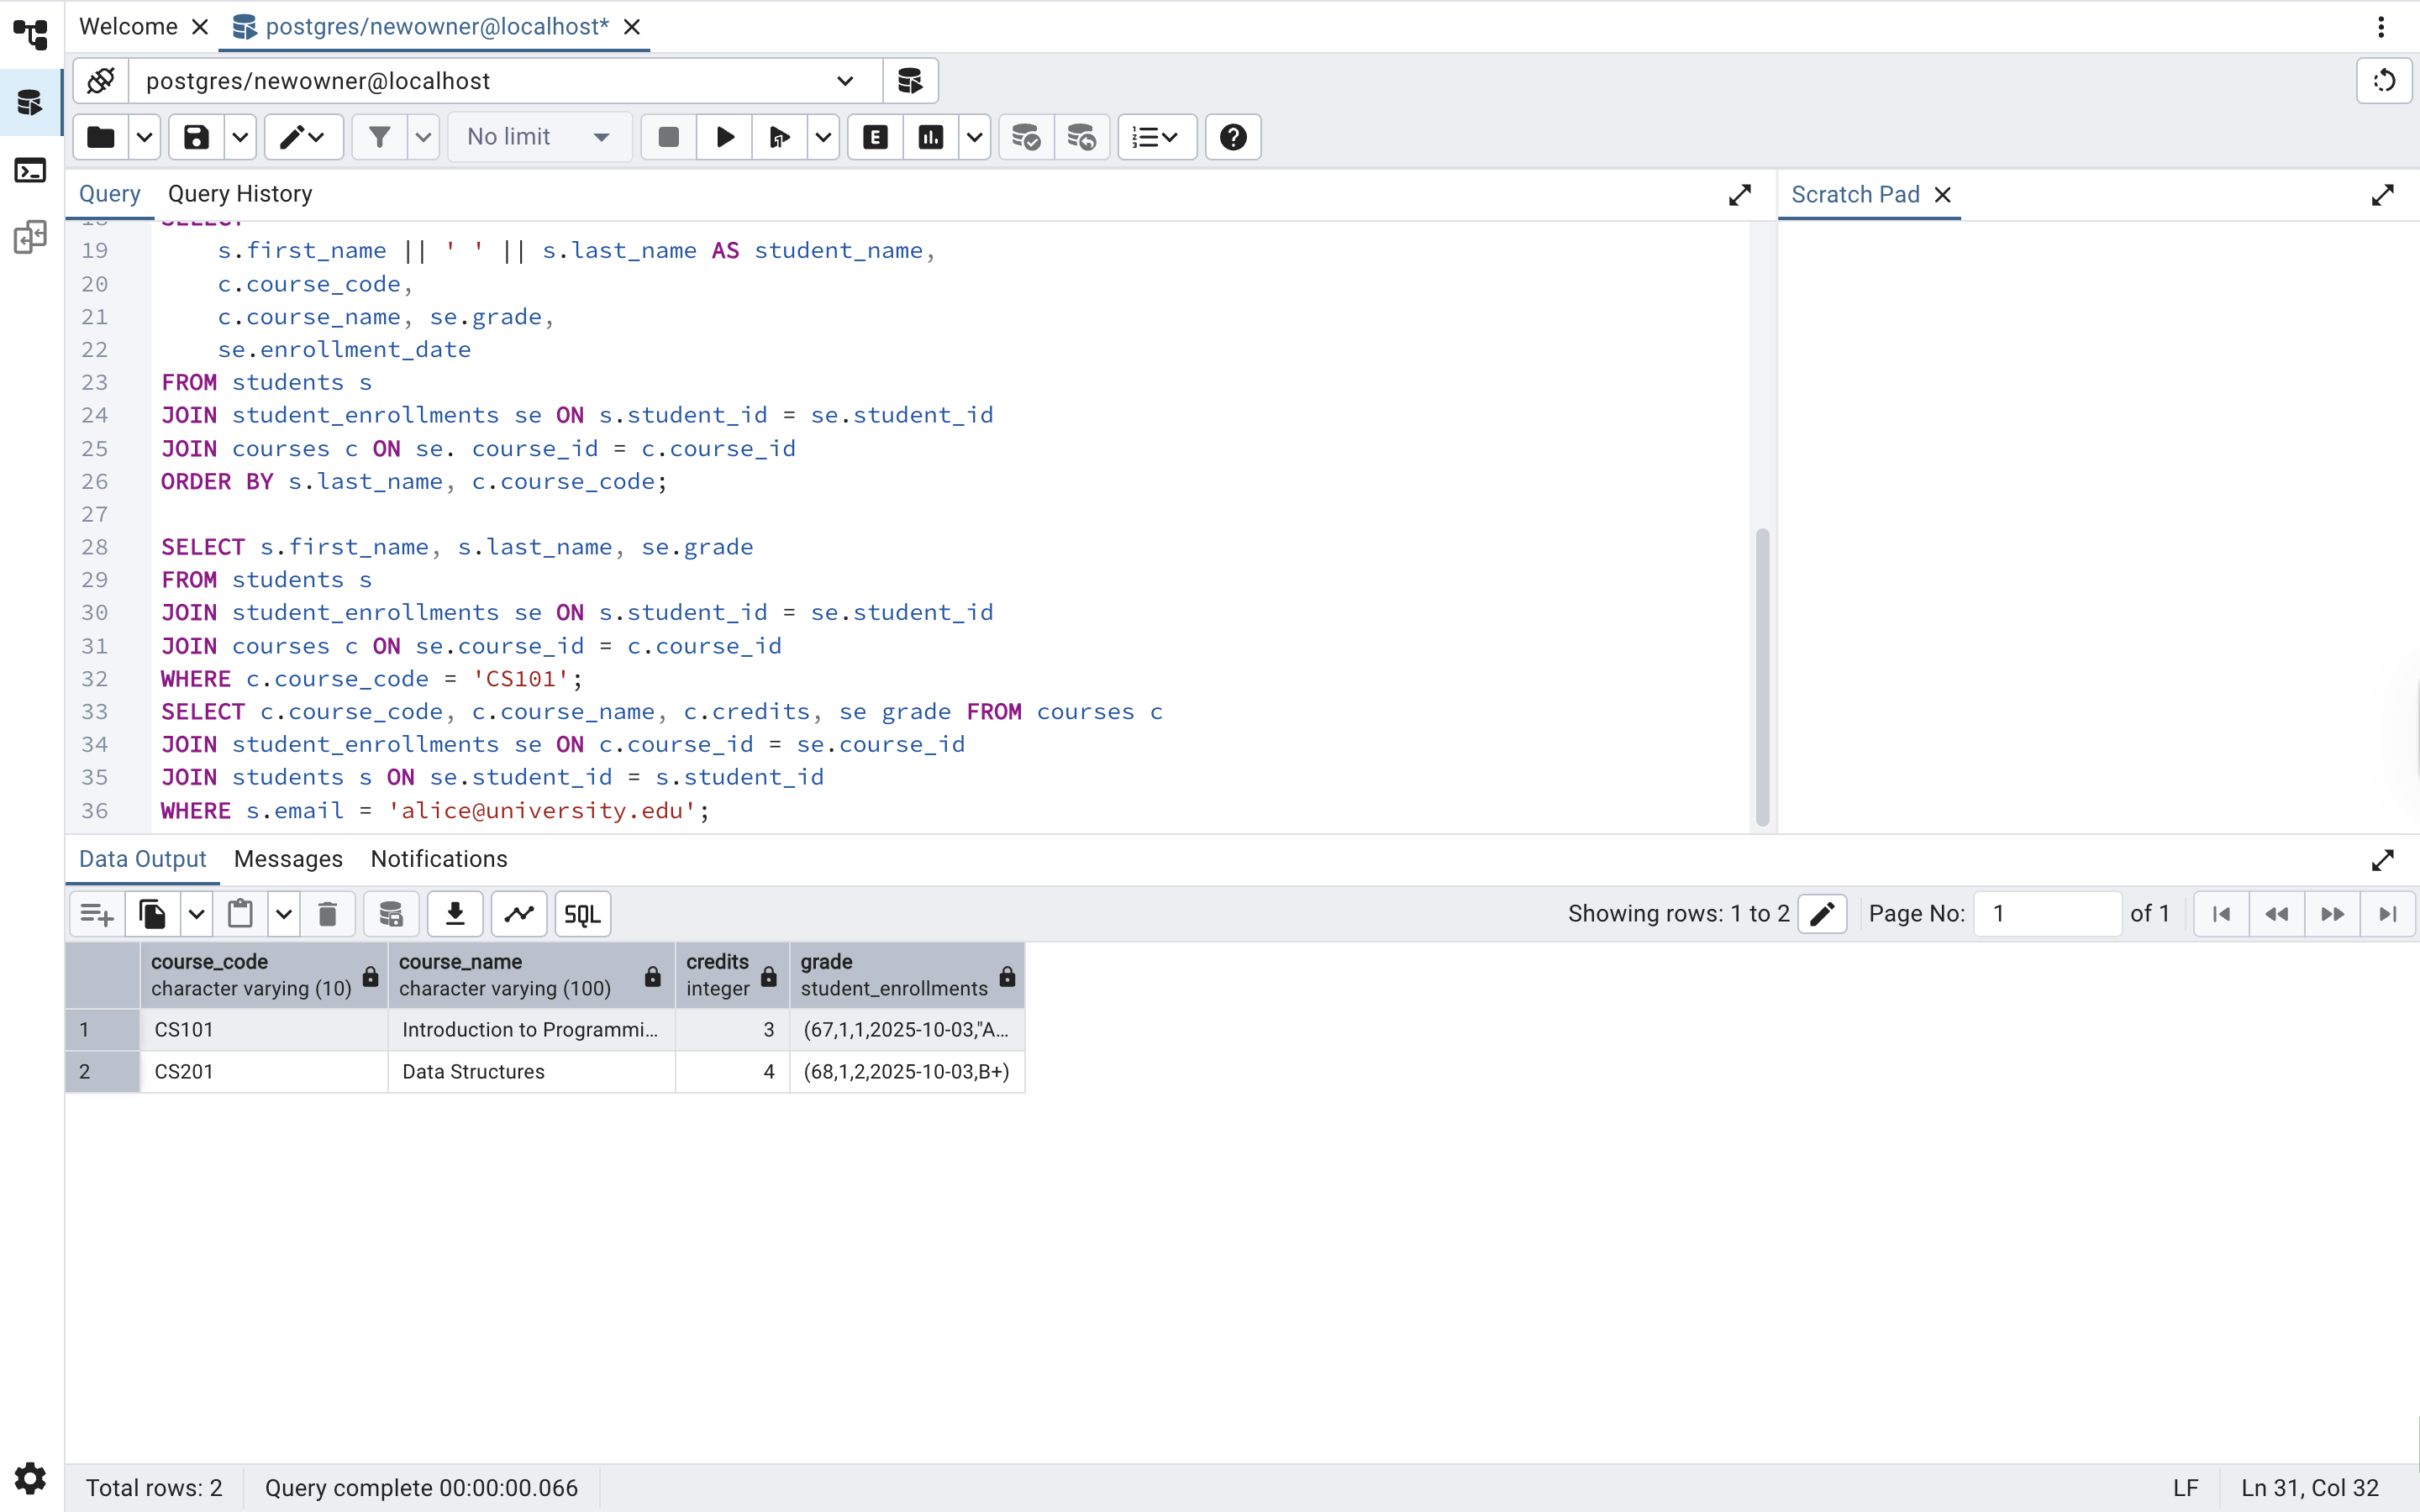 Welcome
postgres/newowner@localhost*
postgres/newowner@localhost
No limit
Query
Query History
Scratch Pad
18 SELECT
19 s.first_name || ' ' || s.last_name AS student_name,
20 c.course_code,
21 c.course_name, se.grade,
22 se.enrollment_date
23 FROM students s
24 JOIN student_enrollments se ON s.student_id = se.student_id
25 JOIN courses c ON se. course_id = c.course_id
26 ORDER BY s.last_name, c.course_code;
27
28 SELECT s.first_name, s.last_name, se.grade
29 FROM students s
30 JOIN student_enrollments se ON s.student_id = se.student_id
31 JOIN courses c ON se.course_id = c.course_id
32 WHERE c.course_code = 'CS101';
33 SELECT c.course_code, c.course_name, c.credits, se grade FROM courses c
34 JOIN student_enrollments se ON c.course_id = se.course_id
35 JOIN students s ON se.student_id = s.student_id
36 WHERE s.email = 'alice@university.edu';
Data Output
Messages
Notifications
SQL
Showing rows: 1 to 2
Page No: 1 of 1
course_code course_name credits grade
character varying (10) character varying (100) integer student_enrollments
1 CS101 Introduction to Programmi... 3 (67,1,1,2025-10-03,"A...
2 CS201 Data Structures 4 (68,1,2,2025-10-03,B+)
Total rows: 2
Query complete 00:00:00.066
LF
Ln 31, Col 32